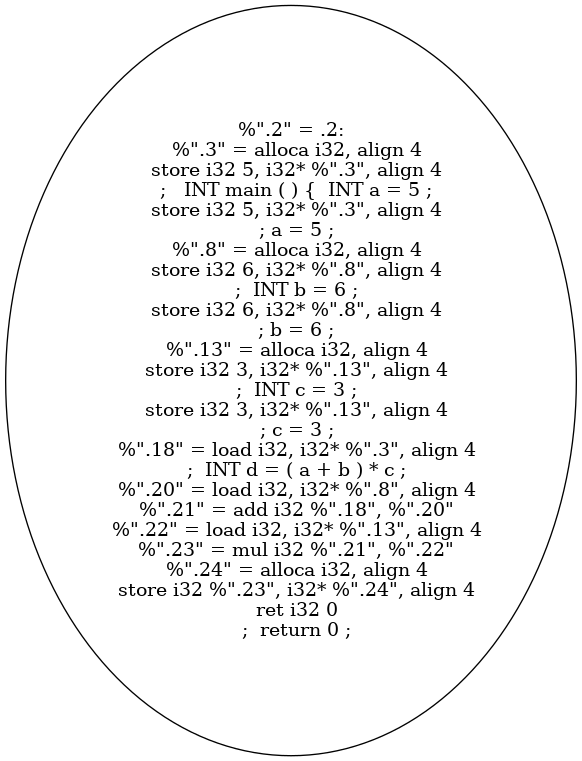 %".2" = .2:
%".3" = alloca i32, align 4
store i32 5, i32* %".3", align 4
;   INT main ( ) {  INT a = 5 ;
store i32 5, i32* %".3", align 4
; a = 5 ;
%".8" = alloca i32, align 4
store i32 6, i32* %".8", align 4
;  INT b = 6 ;
store i32 6, i32* %".8", align 4
; b = 6 ;
%".13" = alloca i32, align 4
store i32 3, i32* %".13", align 4
;  INT c = 3 ;
store i32 3, i32* %".13", align 4
; c = 3 ;
%".18" = load i32, i32* %".3", align 4
;  INT d = ( a + b ) * c ;
%".20" = load i32, i32* %".8", align 4
%".21" = add i32 %".18", %".20"
%".22" = load i32, i32* %".13", align 4
%".23" = mul i32 %".21", %".22"
%".24" = alloca i32, align 4
store i32 %".23", i32* %".24", align 4
ret i32 0
;  return 0 ;